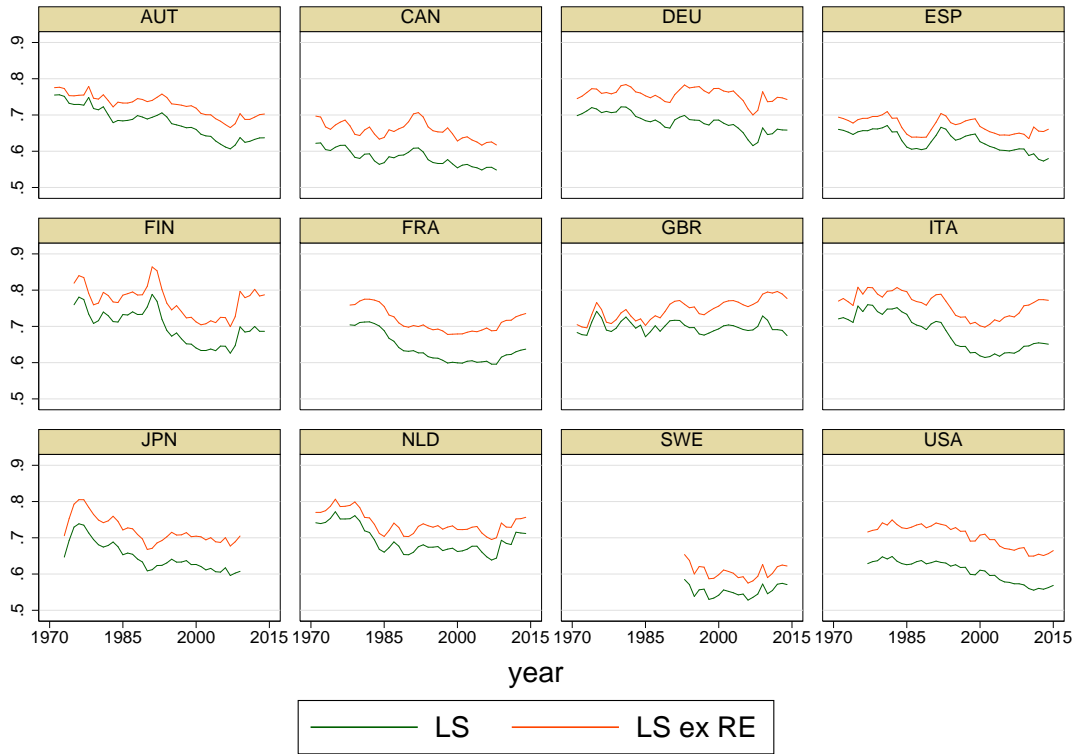 AUT CAN DEU ESP
.9
.8
.7
.6
.5
FIN FRA GBR ITA
.9
.8
.7
.6
.5
JPN NLD SWE USA
.9
.8
.7
.6
.5
1970 1985 2000 2015 1970 1985 2000 2015 1970 1985 2000 2015 1970 1985 2000 2015
year
LS LS ex RE